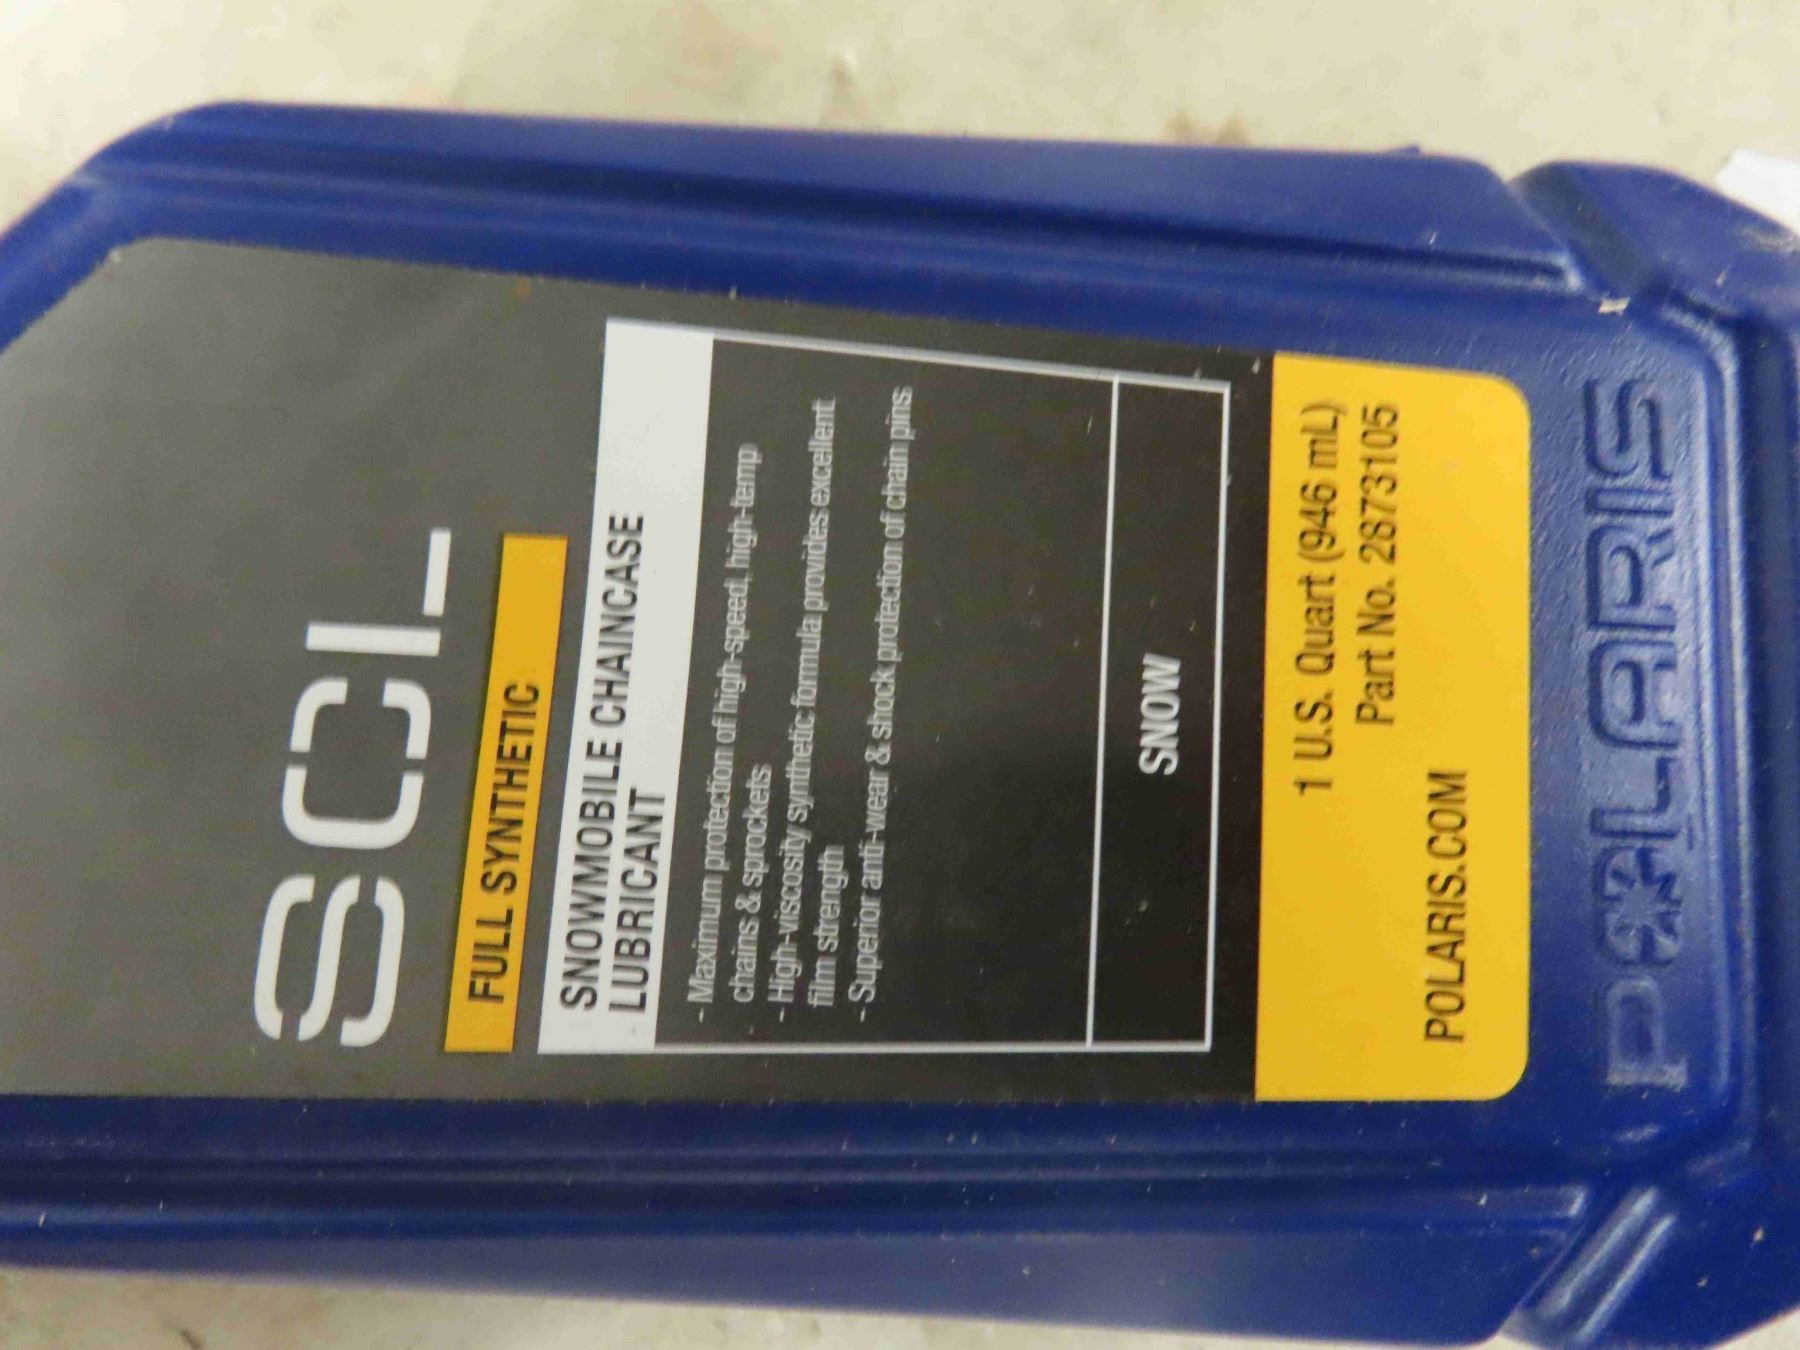 SCL
FULL SYNTHETIC
SNOWMOBILE CHAINCASE
LUBRICANT
- Maximum protection of high-speed, high-temp
chains & sprockets
- High-viscosity synthetic formula provides excellent
film strength
- Superior anti-wear & shock protection of chain pins
SNOW
1 U.S. Quart (946 mL)
Part No. 2873105
POLARIS.COM
POLARIS